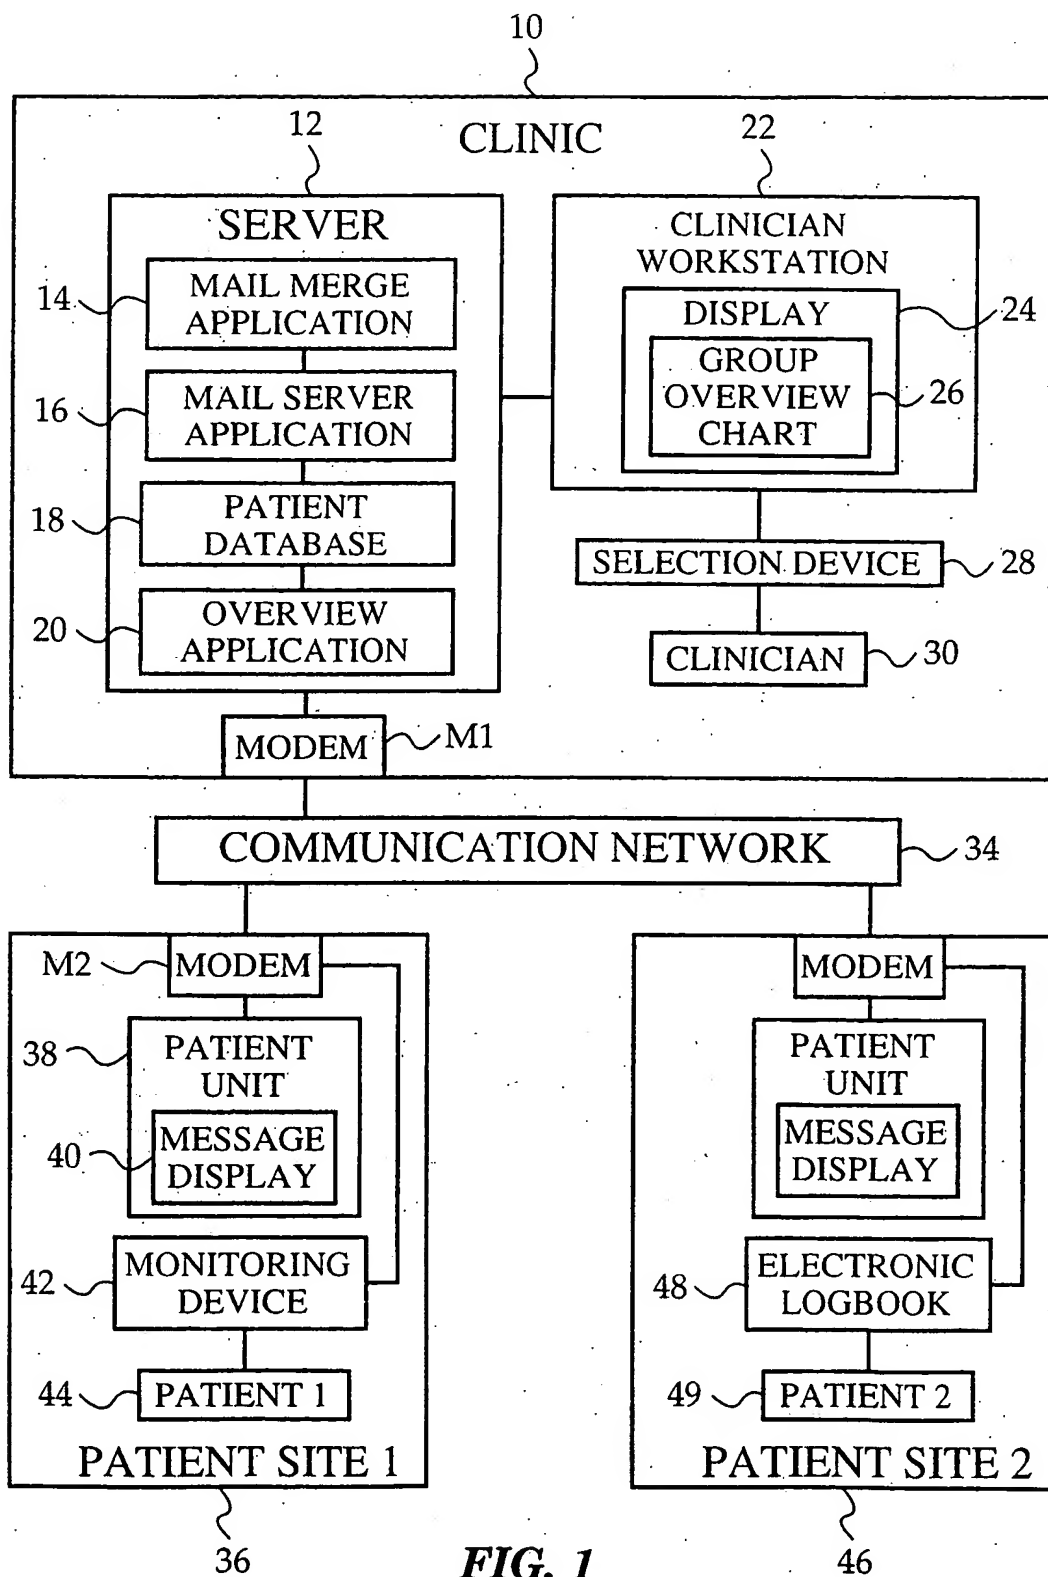 10
CLINIC
12
22
SERVER
CLINICIAN
WORKSTATION
14
MAIL MERGE
APPLICATION
DISPLAY
24
GROUP
OVERVIEW
CHART
26
16
MAIL SERVER
APPLICATION
18
PATIENT
DATABASE
SELECTION DEVICE
28
20
OVERVIEW
APPLICATION
CLINICIAN
30
MODEM
M1
COMMUNICATION NETWORK
34
M2
MODEM
MODEM
38
PATIENT
UNIT
PATIENT
UNIT
40
MESSAGE
DISPLAY
MESSAGE
DISPLAY
42
MONITORING
DEVICE
48
ELECTRONIC
LOGBOOK
44
PATIENT 1
49
PATIENT 2
PATIENT SITE 1
PATIENT SITE 2
36
46
FIG. 1